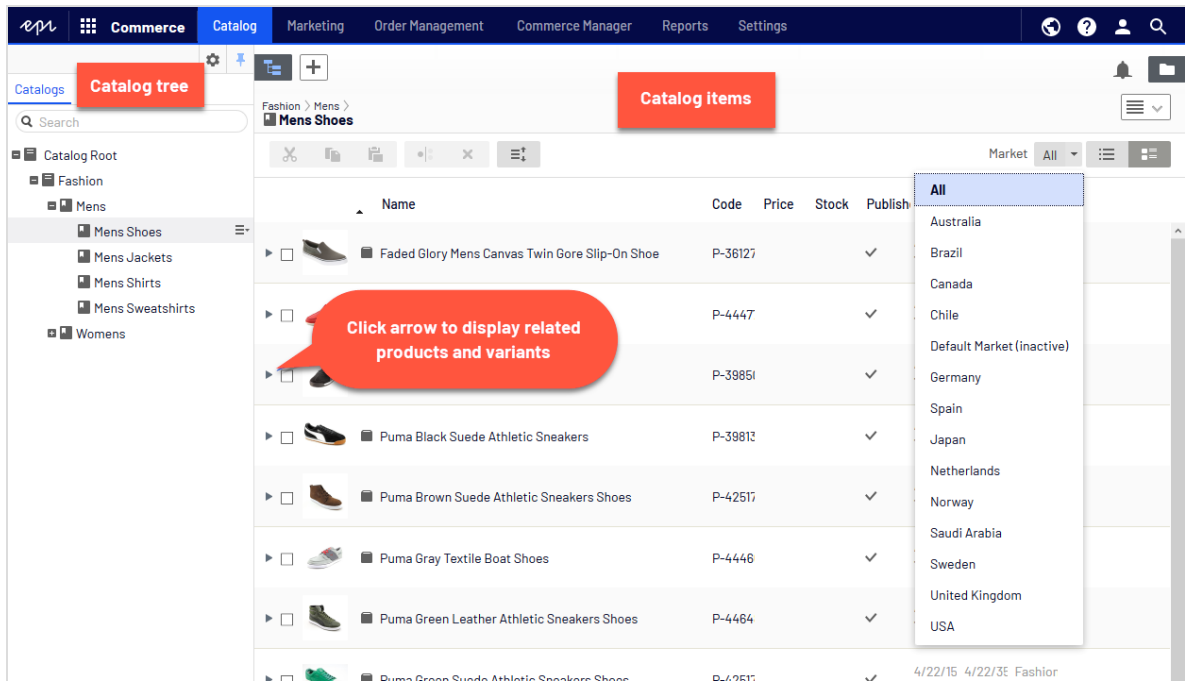 epi Commerce Catalog Marketing Order Management Commerce Manager Reports Settings
Catalogs
Catalog tree
Catalog items
Search
Fashion > Mens >
Mens Shoes
Catalog Root
Fashion
Mens
Mens Shoes
Mens Jackets
Mens Shirts
Mens Sweatshirts
Womens
Market All
Name Code Price Stock Publish
Faded Glory Mens Canvas Twin Gore Slip-On Shoe P-36127
P-4447
Click arrow to display related
products and variants
P-3985
Puma Black Suede Athletic Sneakers P-39813
Puma Brown Suede Athletic Sneakers Shoes P-42517
Puma Gray Textile Boat Shoes P-4446
Puma Green Leather Athletic Sneakers Shoes P-4464
Puma Green Suede Athletic Sneakers Shoes P-42517
4/22/15 4/22/35 Fashion
All
Australia
Brazil
Canada
Chile
Default Market (inactive)
Germany
Spain
Japan
Netherlands
Norway
Saudi Arabia
Sweden
United Kingdom
USA